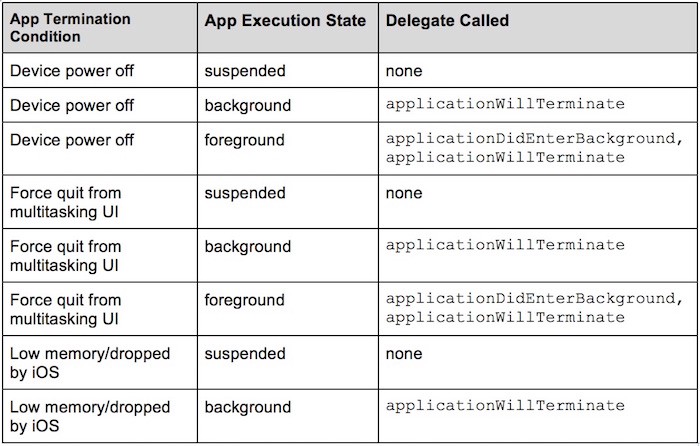 App Termination Condition | App Execution State | Delegate Called
Device power off | suspended | none
Device power off | background | applicationWillTerminate
Device power off | foreground | applicationDidEnterBackground, applicationWillTerminate
Force quit from multitasking UI | suspended | none
Force quit from multitasking UI | background | applicationWillTerminate
Force quit from multitasking UI | foreground | applicationDidEnterBackground, applicationWillTerminate
Low memory/dropped by iOS | suspended | none
Low memory/dropped by iOS | background | applicationWillTerminate